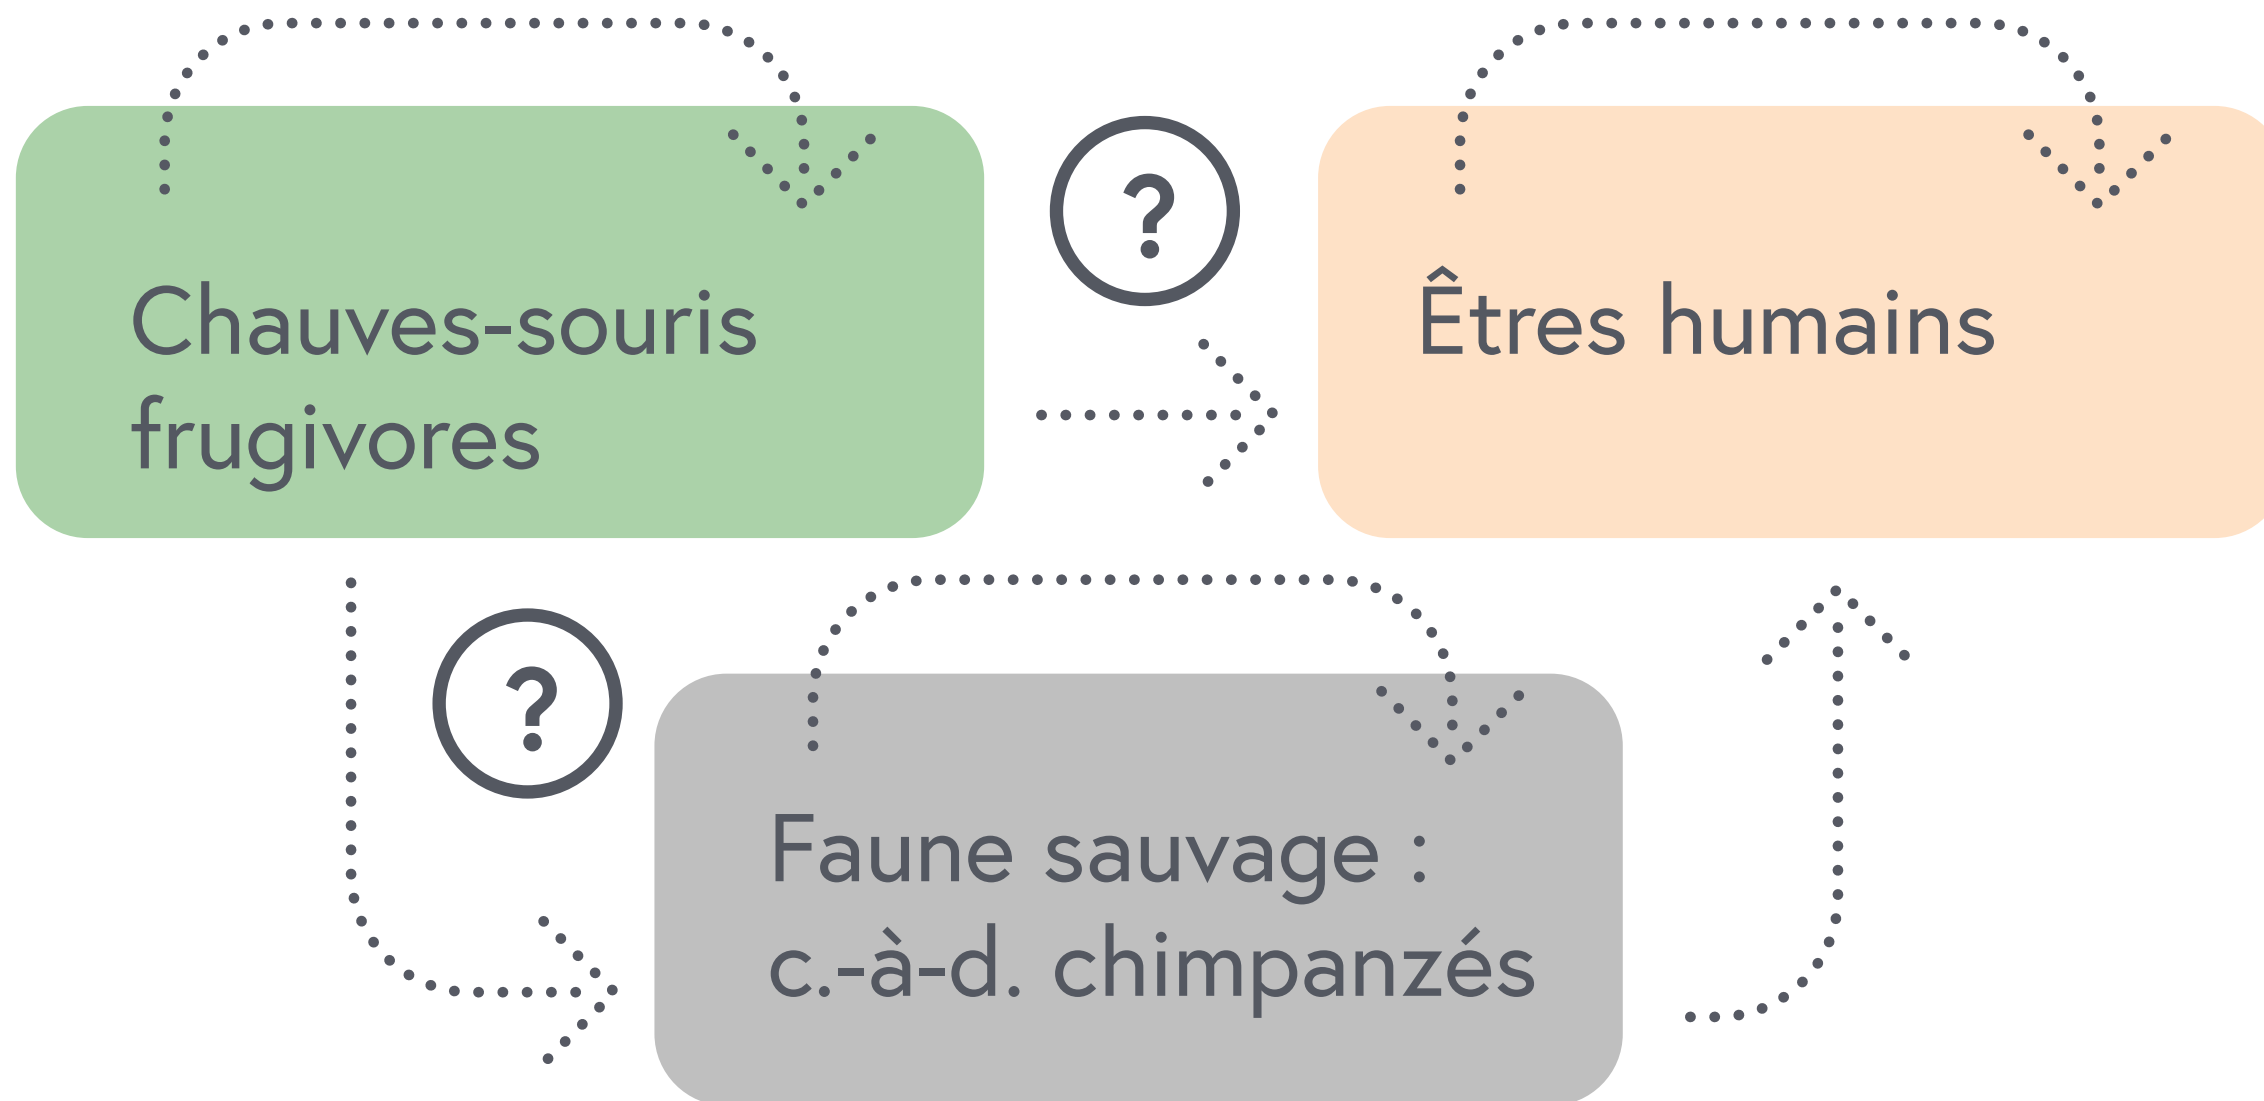 ?
Chauves-souris
frugivores
Êtres humains
?
Faune sauvage :
c.-à-d. chimpanzés